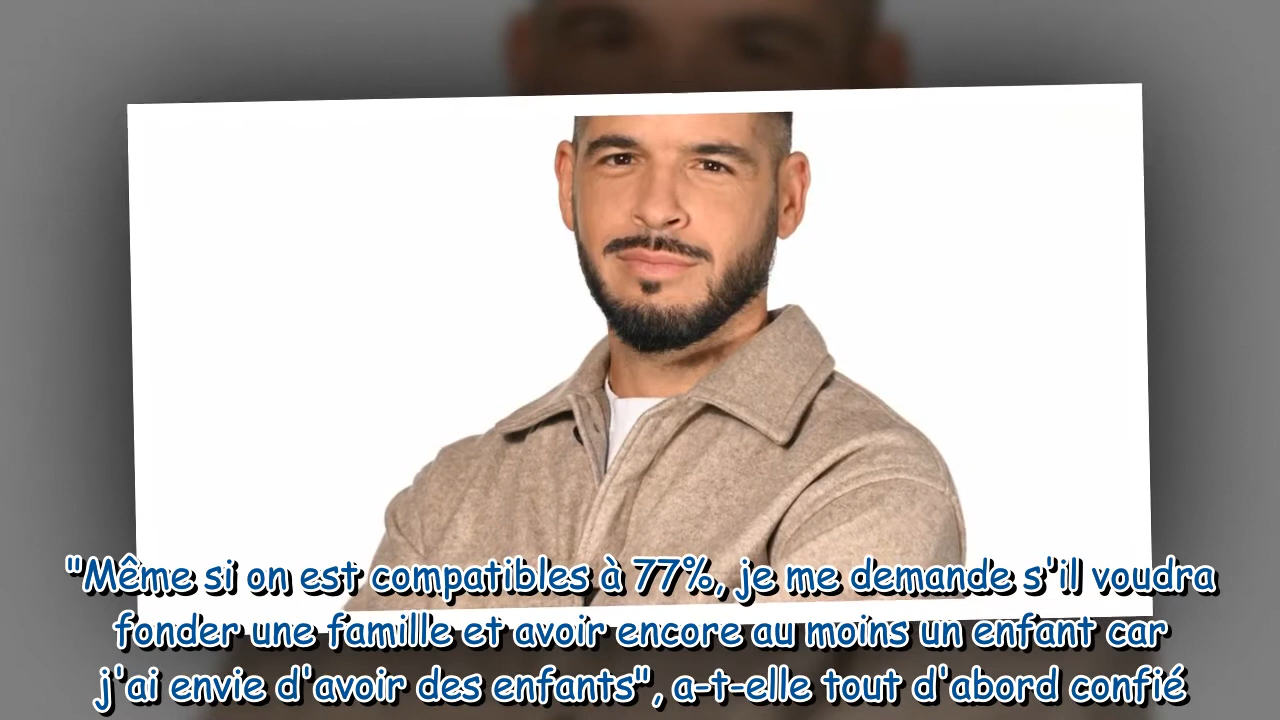 "Même si on est compatibles à 77%, je me demande s'il voudra
fonder une famille et avoir encore au moins un enfant car
j'ai envie d'avoir des enfants", a-t-elle tout d'abord confié